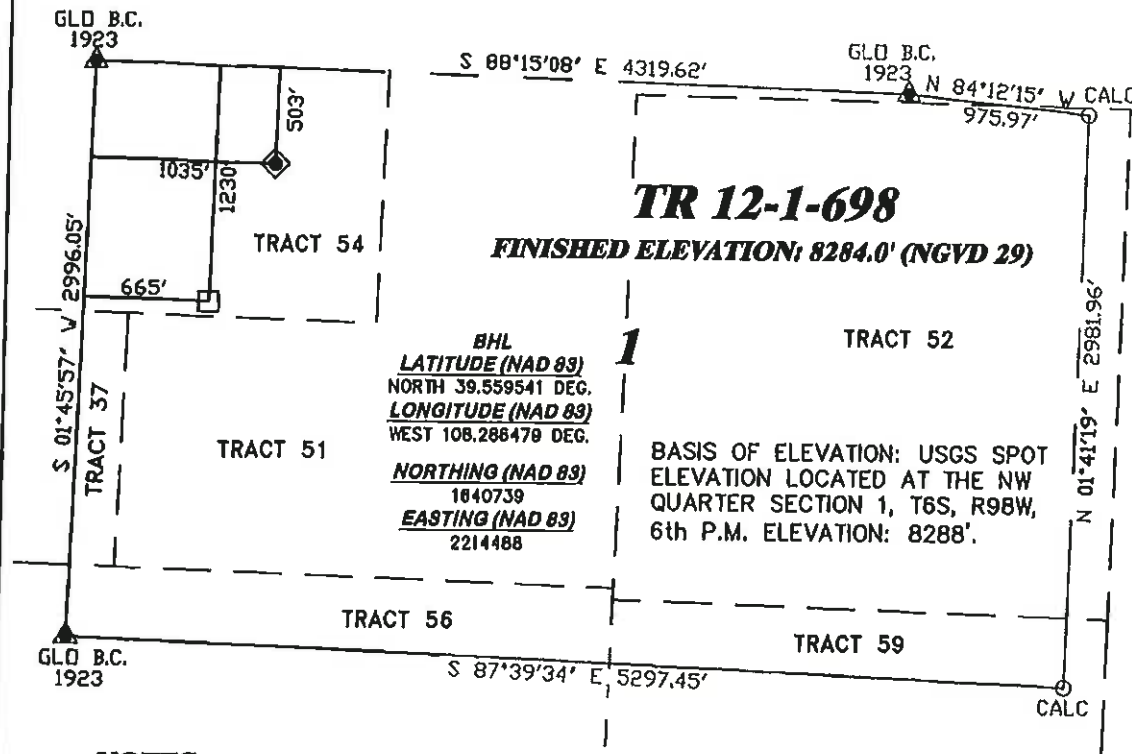 GLO B.C.
1923
S 88°15'08" E 4319.62'
GLO B.C.
1923
N 84°12'15" W
975.97'
CALC
503'
1035'
1230'
TRACT 54
TR 12-1-698
FINISHED ELEVATION: 8284.0' (NGVD 29)
S 01°45'57" W 2996.05'
665'
1
TRACT 52
N 01°41'19" E 2981.96'
BHL
LATITUDE (NAD 83)
NORTH 39.559541 DEG.
LONGITUDE (NAD 83)
WEST 108.286479 DEG.
NORTHING (NAD 83)
1640739
EASTING (NAD 83)
2214488
TRACT 37
TRACT 51
BASIS OF ELEVATION: USGS SPOT
ELEVATION LOCATED AT THE NW
QUARTER SECTION 1, T6S, R98W,
6th P.M. ELEVATION: 8288'.
TRACT 56
TRACT 59
GLO B.C.
1923
S 87°39'34" E 5297.45'
CALC